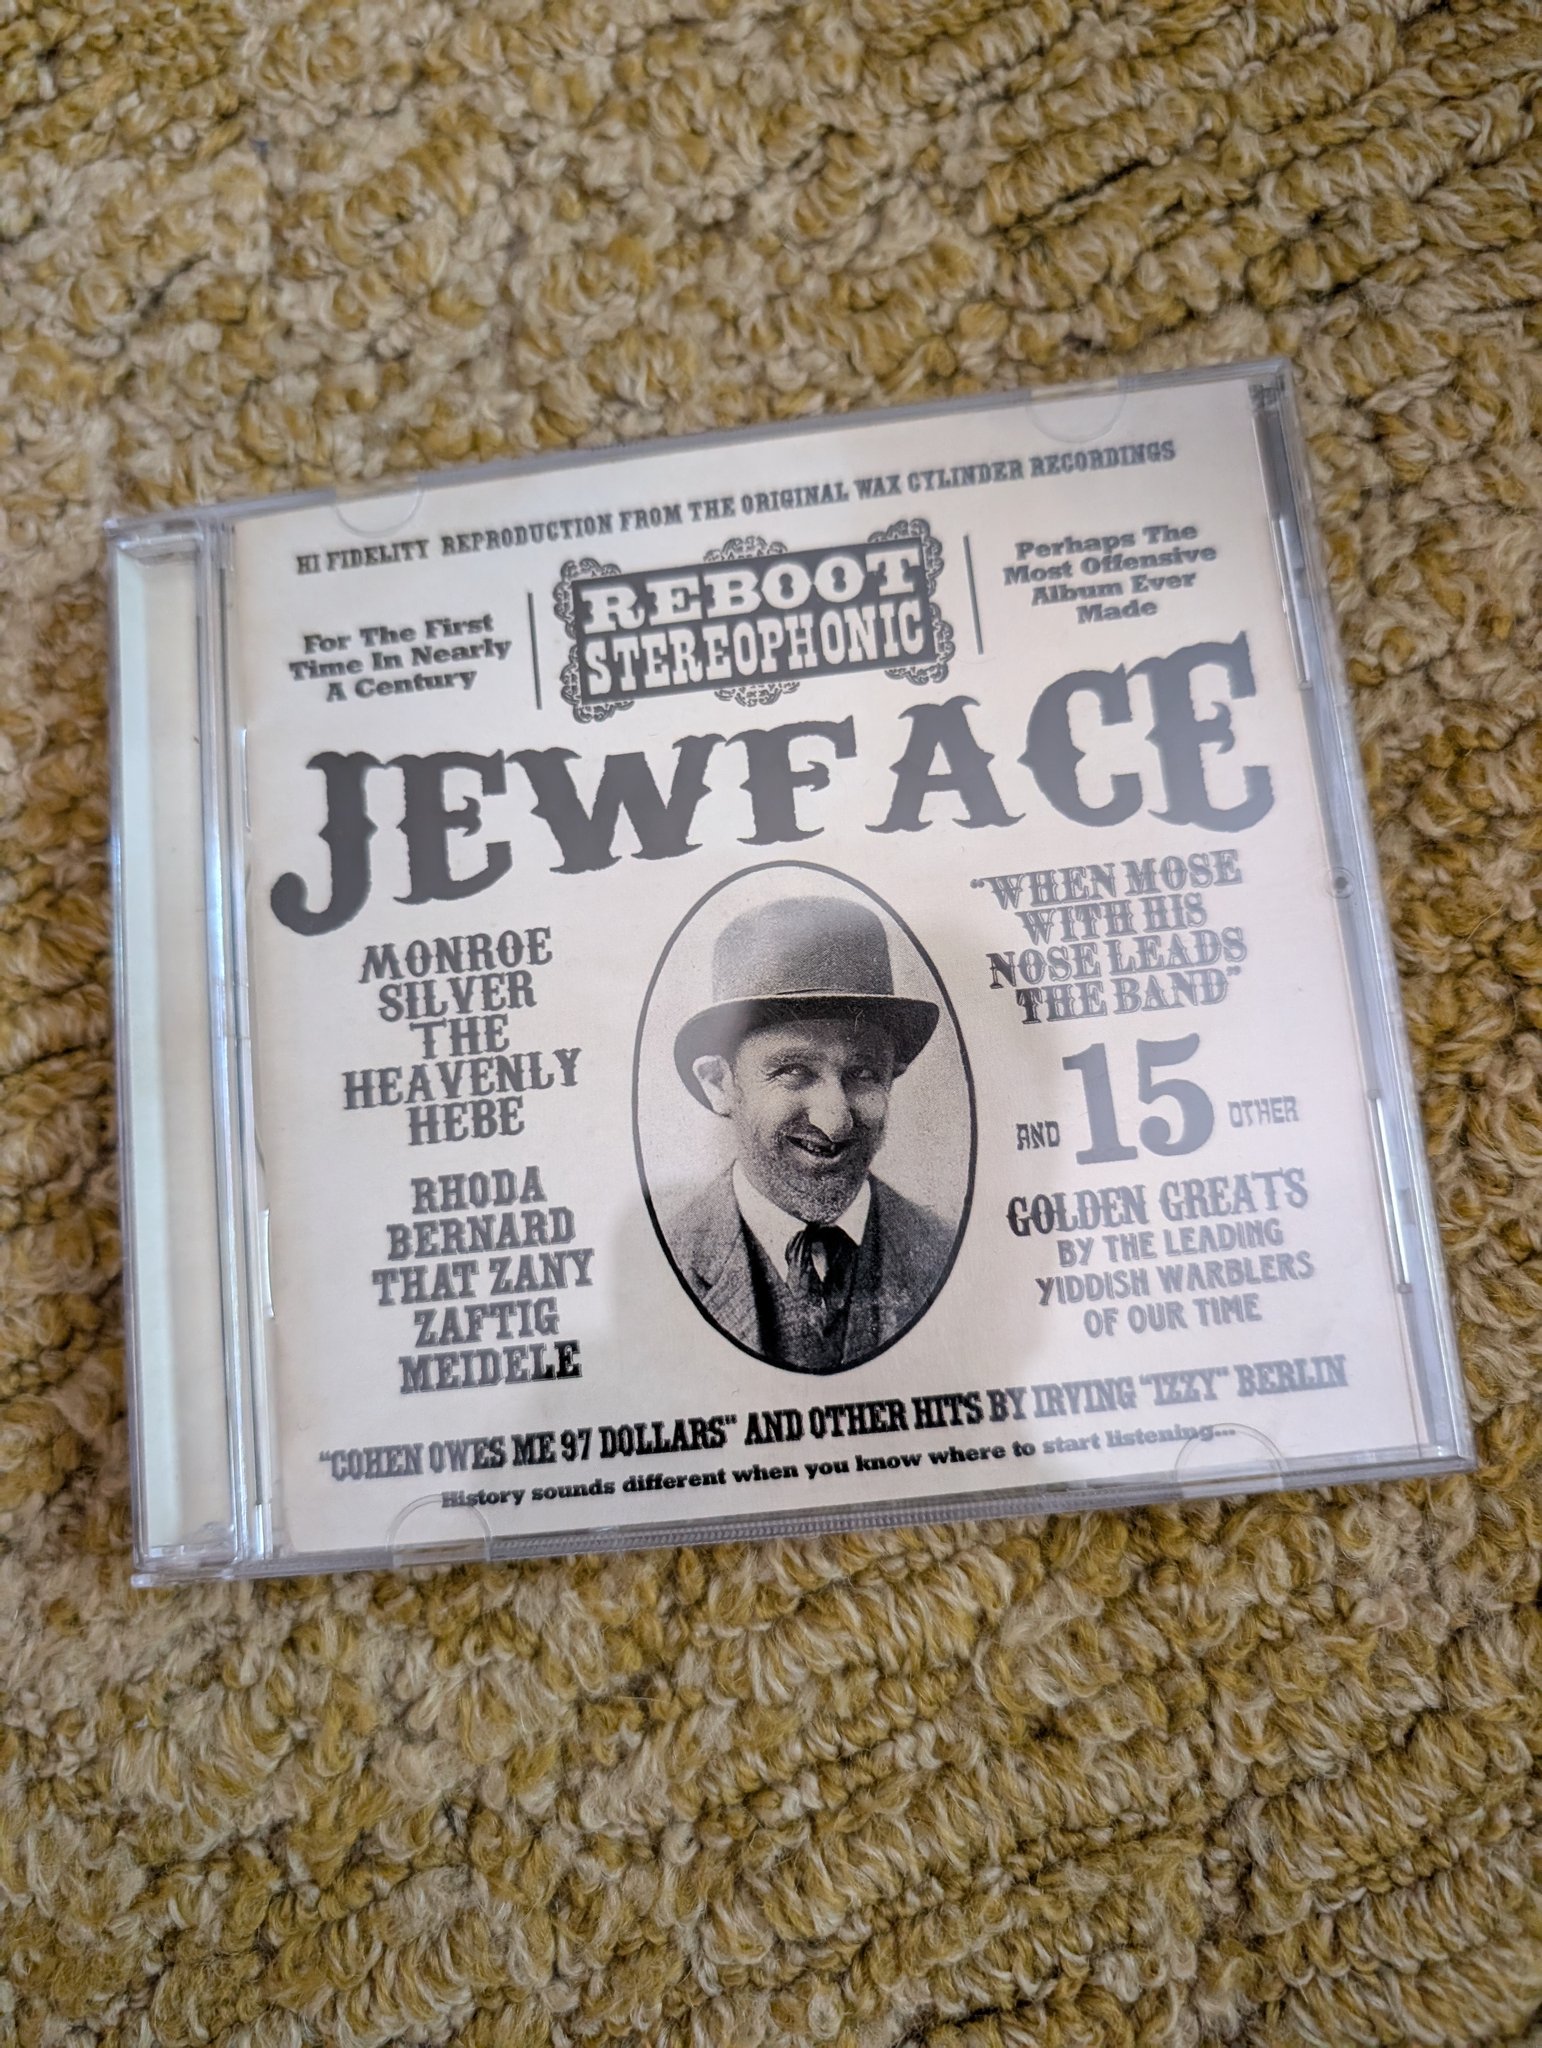 HI FIDELITY REPRODUCTION FROM THE ORIGINAL WAX CYLINDER RECORDINGS
For The First
Time In Nearly
A Century
REBOOT
STEREOPHONIC
Perhaps The
Most Offensive
Album Ever
Made
JEWFACE
MONROE
SILVER
THE
HEAVENLY
HEBE
RHODA
BERNARD
THAT ZANY
ZAFTIG
MEIDELE
"WHEN MOSE
WITH HIS
NOSE LEADS
THE BAND"
AND 15 OTHER
GOLDEN GREATS
BY THE LEADING
YIDDISH WARBLERS
OF OUR TIME
"COHEN OWES ME 97 DOLLARS" AND OTHER HITS BY IRVING "IZZY" BERLIN
History sounds different when you know where to start listening...